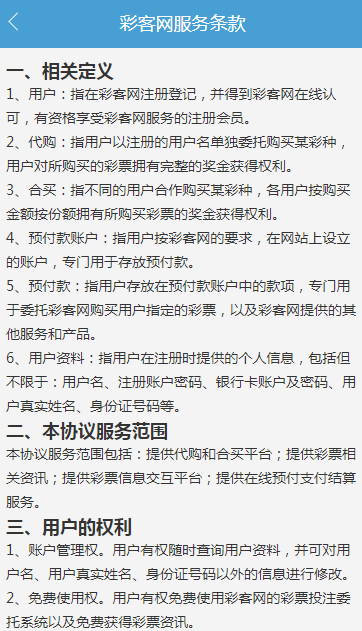 彩客网服务条款
一、相关定义
1、用户：指在彩客网注册登记，并得到彩客网在线认
可，有资格享受彩客网服务的注册会员。
2、代购：指用户以注册的用户名单独委托购买某彩种，
用户对所购买的彩票拥有完整的奖金获得权利。
3、合买：指不同的用户合作购买某彩种，各用户按购买
金额按份额拥有所购买彩票的奖金获得权利。
4、预付款账户：指用户按彩客网的要求，在网站上设立
的账户，专门用于存放预付款。
5、预付款：指用户存放在预付款账户中的款项，专门用
于委托彩客网购买用户指定的彩票，以及彩客网提供的其
他服务和产品。
6、用户资料：指用户在注册时提供的个人信息，包括但
不限于：用户名、注册账户密码、银行卡账户及密码、用
户真实姓名、身份证号码等。
二、本协议服务范围
本协议服务范围包括：提供代购和合买平台；提供彩票相
关资讯；提供彩票信息交互平台；提供在线预付支付结算
服务。
三、用户的权利
1、账户管理权。用户有权随时查询用户资料，并可对用
户名、用户真实姓名、身份证号码以外的信息进行修改。
2、免费使用权。用户有权免费使用彩客网的彩票投注委
托系统以及免费获得彩票资讯。